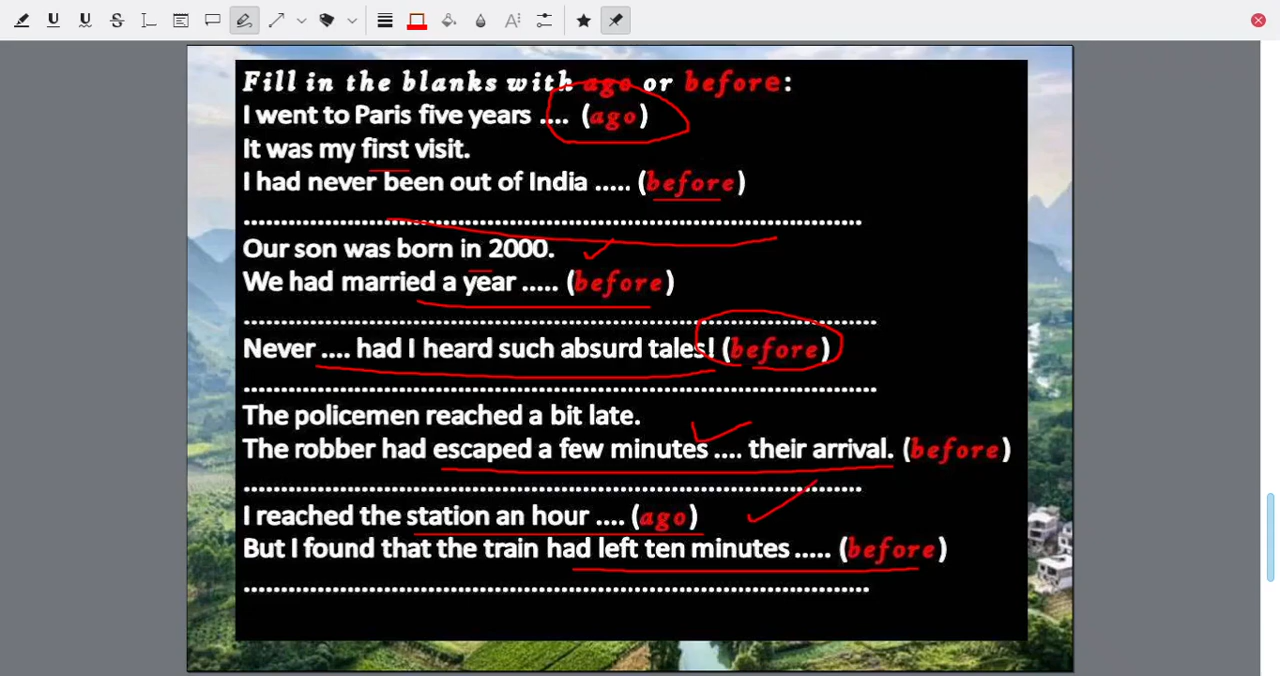 Fill in the blanks with ago or before:
I went to Paris five years .... (ago)
It was my first visit.
I had never been out of India ..... (before)
..................................................................................
Our son was born in 2000.
We had married a year ..... (before)
....................................................................................
Never .... had I heard such absurd tales! (before)
....................................................................................
The policemen reached a bit late.
The robber had escaped a few minutes .... their arrival. (before)
..................................................................................
I reached the station an hour .... (ago)
But I found that the train had left ten minutes ..... (before)
...................................................................................